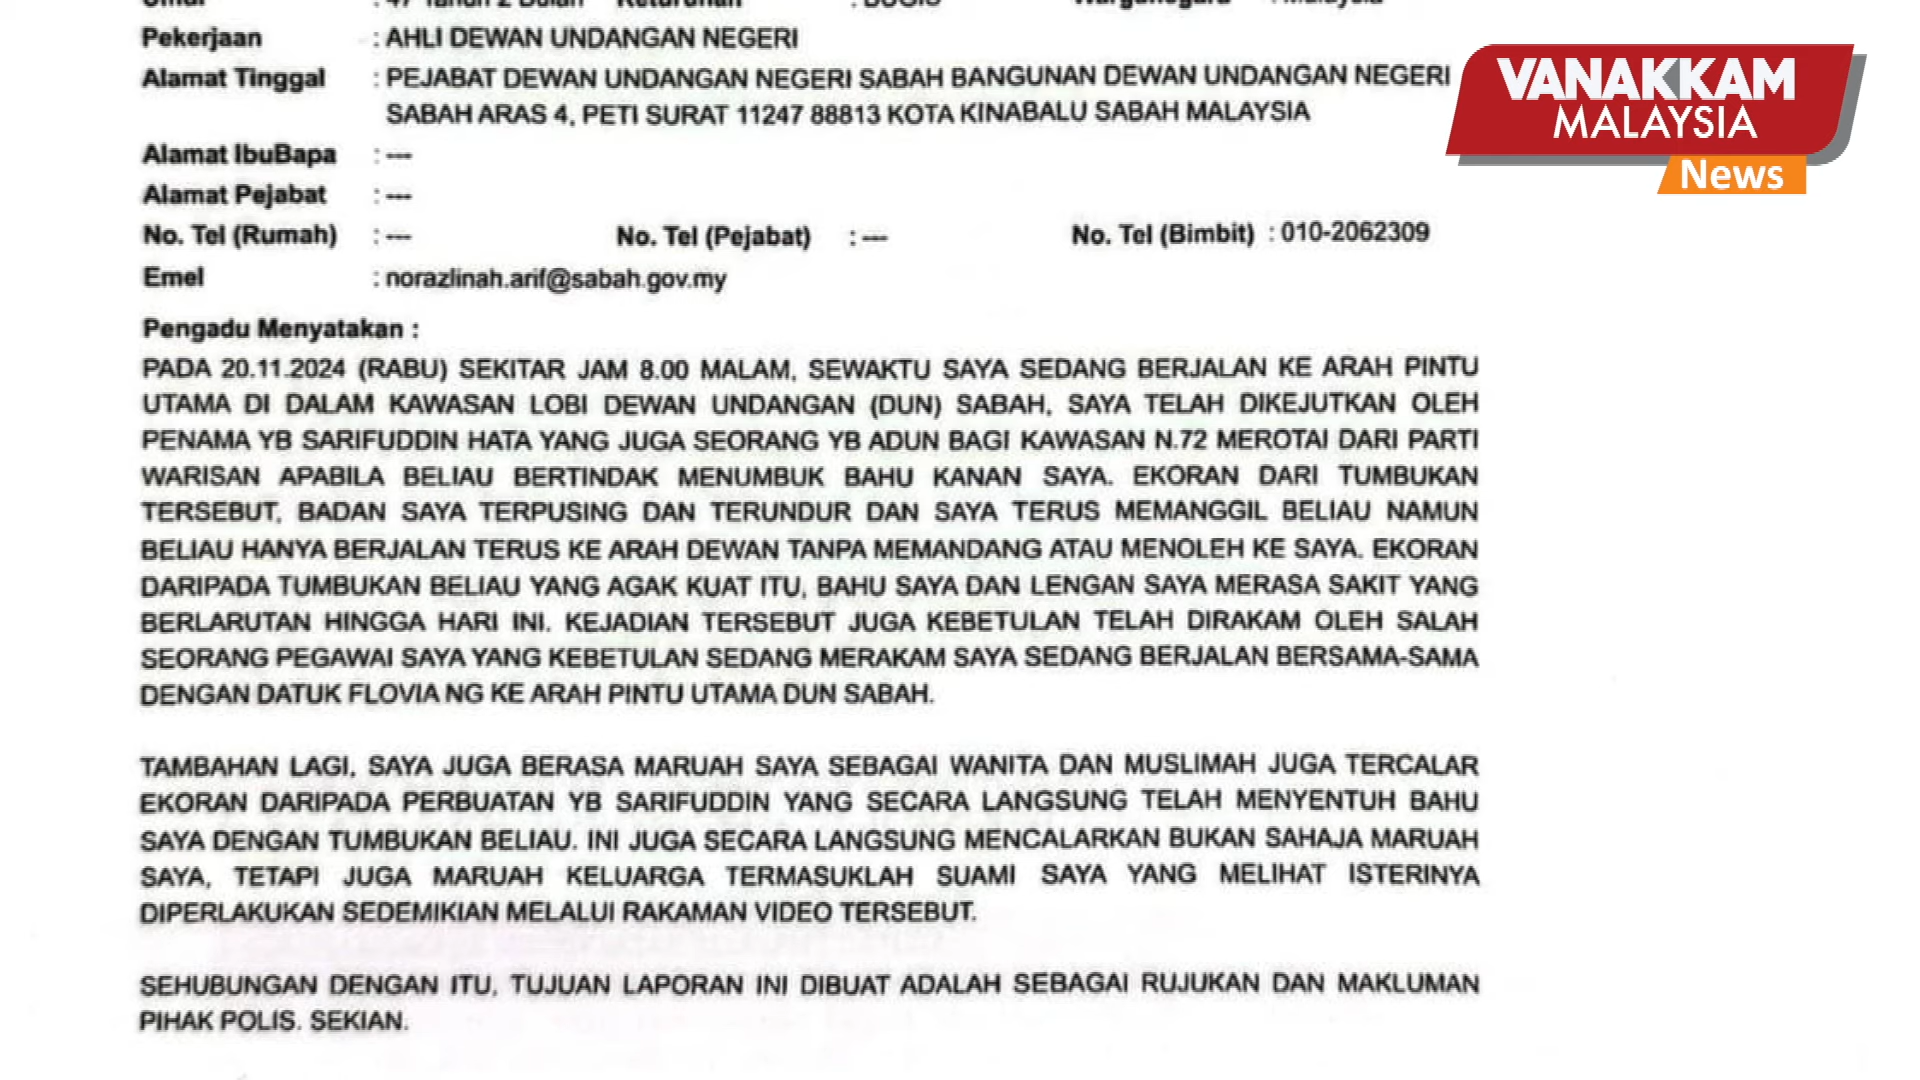 Umur : 47 Tahun 2 Bulan Keturunan : BUGIS Warganegara : Malaysia
Pekerjaan : AHLI DEWAN UNDANGAN NEGERI
Alamat Tinggal : PEJABAT DEWAN UNDANGAN NEGERI SABAH BANGUNAN DEWAN UNDANGAN NEGERI
SABAH ARAS 4, PETI SURAT 11247 88813 KOTA KINABALU SABAH MALAYSIA
Alamat IbuBapa : ---
Alamat Pejabat : ---
No. Tel (Rumah) : --- No. Tel (Pejabat) : --- No. Tel (Bimbit) : 010-2062309
Emel : norazlinah.arif@sabah.gov.my
Pengadu Menyatakan :
PADA 20.11.2024 (RABU) SEKITAR JAM 8.00 MALAM, SEWAKTU SAYA SEDANG BERJALAN KE ARAH PINTU
UTAMA DI DALAM KAWASAN LOBI DEWAN UNDANGAN (DUN) SABAH, SAYA TELAH DIKEJUTKAN OLEH
PENAMA YB SARIFUDDIN HATA YANG JUGA SEORANG YB ADUN BAGI KAWASAN N.72 MEROTAI DARI PARTI
WARISAN APABILA BELIAU BERTINDAK MENUMBUK BAHU KANAN SAYA. EKORAN DARI TUMBUKAN
TERSEBUT, BADAN SAYA TERPUSING DAN TERUNDUR DAN SAYA TERUS MEMANGGIL BELIAU NAMUN
BELIAU HANYA BERJALAN TERUS KE ARAH DEWAN TANPA MEMANDANG ATAU MENOLEH KE SAYA. EKORAN
DARIPADA TUMBUKAN BELIAU YANG AGAK KUAT ITU, BAHU SAYA DAN LENGAN SAYA MERASA SAKIT YANG
BERLARUTAN HINGGA HARI INI. KEJADIAN TERSEBUT JUGA KEBETULAN TELAH DIRAKAM OLEH SALAH
SEORANG PEGAWAI SAYA YANG KEBETULAN SEDANG MERAKAM SAYA SEDANG BERJALAN BERSAMA-SAMA
DENGAN DATUK FLOVIA NG KE ARAH PINTU UTAMA DUN SABAH.
TAMBAHAN LAGI, SAYA JUGA BERASA MARUAH SAYA SEBAGAI WANITA DAN MUSLIMAH JUGA TERCALAR
EKORAN DARIPADA PERBUATAN YB SARIFUDDIN YANG SECARA LANGSUNG TELAH MENYENTUH BAHU
SAYA DENGAN TUMBUKAN BELIAU. INI JUGA SECARA LANGSUNG MENCALARKAN BUKAN SAHAJA MARUAH
SAYA, TETAPI JUGA MARUAH KELUARGA TERMASUKLAH SUAMI SAYA YANG MELIHAT ISTERINYA
DIPERLAKUKAN SEDEMIKIAN MELALUI RAKAMAN VIDEO TERSEBUT.
SEHUBUNGAN DENGAN ITU, TUJUAN LAPORAN INI DIBUAT ADALAH SEBAGAI RUJUKAN DAN MAKLUMAN
PIHAK POLIS. SEKIAN.
VANAKKAM
MALAYSIA
News